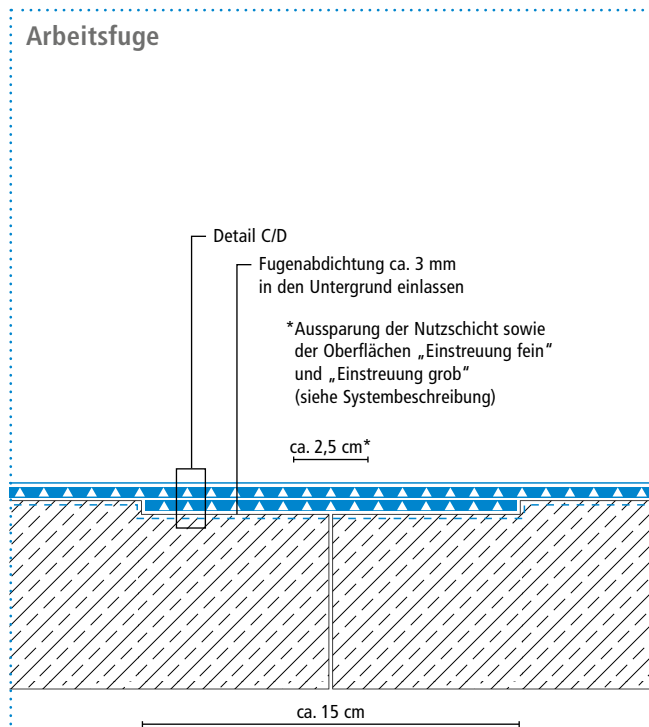 Arbeitsfuge
Detail C/D
Fugenabdichtung ca. 3 mm
in den Untergrund einlassen
*Aussparung der Nutzschicht sowie
der Oberflächen „Einstreuung fein“
und „Einstreuung grob“
(siehe Systembeschreibung)
ca. 2,5 cm*
ca. 15 cm